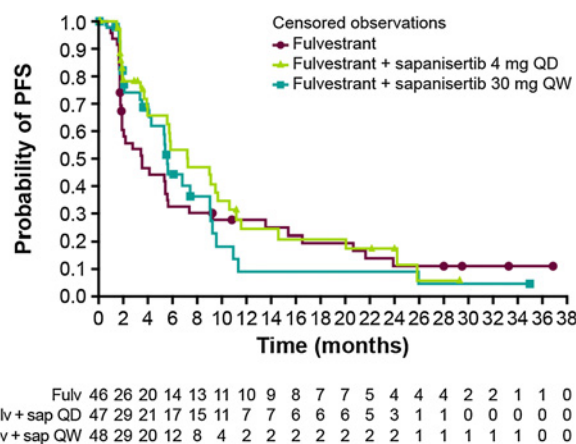 Censored observations
Fulvestrant
Fulvestrant + sapanisertib 4 mg QD
Fulvestrant + sapanisertib 30 mg QW
Probability of PFS
1.0
0.9
0.8
0.7
0.6
0.5
0.4
0.3
0.2
0.1
0.0
0 2 4 6 8 10 12 14 16 18 20 22 24 26 28 30 32 34 36 38
Time (months)
Fulv 46 26 20 14 13 11 10 9 8 7 7 5 4 4 4 2 2 1 1 0
lv + sap QD 47 29 21 17 15 11 7 7 6 6 6 5 3 1 1 0 0 0 0 0
v + sap QW 48 29 20 12 8 4 2 2 2 2 2 2 2 1 1 1 1 1 0 0